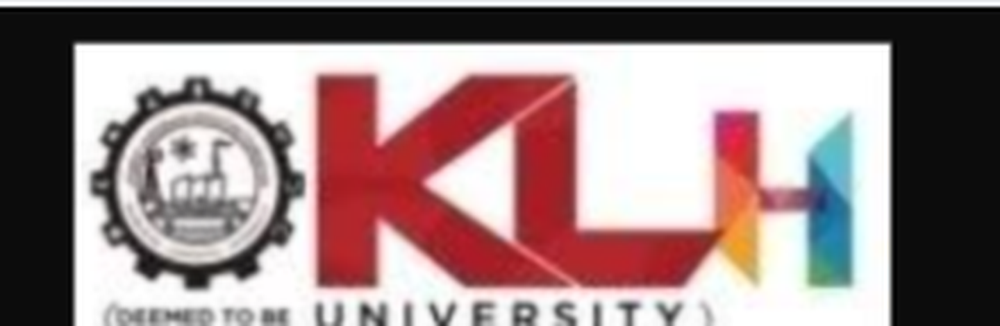 KLH
(DEEMED TO BE UNIVERSITY)